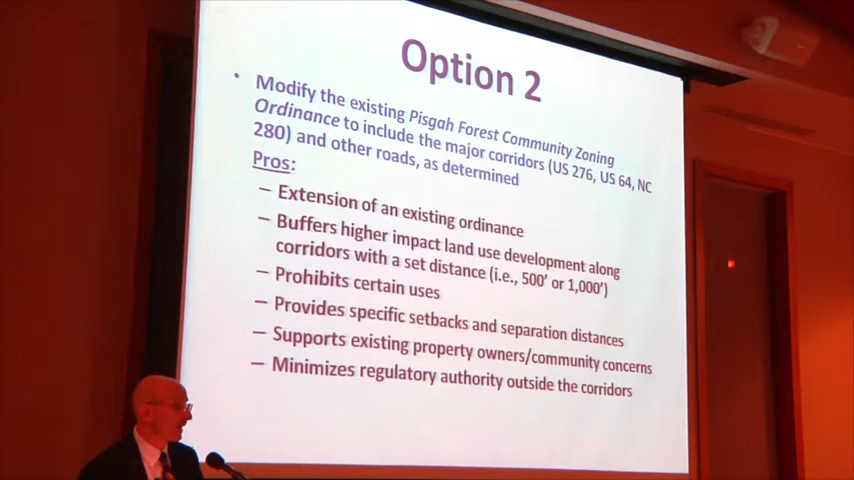 Option 2
• Modify the existing Pisgah Forest Community Zoning
Ordinance to include the major corridors (US 276, US 64, NC
280) and other roads, as determined
Pros:
– Extension of an existing ordinance
– Buffers higher impact land use development along
corridors with a set distance (i.e., 500' or 1,000')
– Prohibits certain uses
– Provides specific setbacks and separation distances
– Supports existing property owners/community concerns
– Minimizes regulatory authority outside the corridors